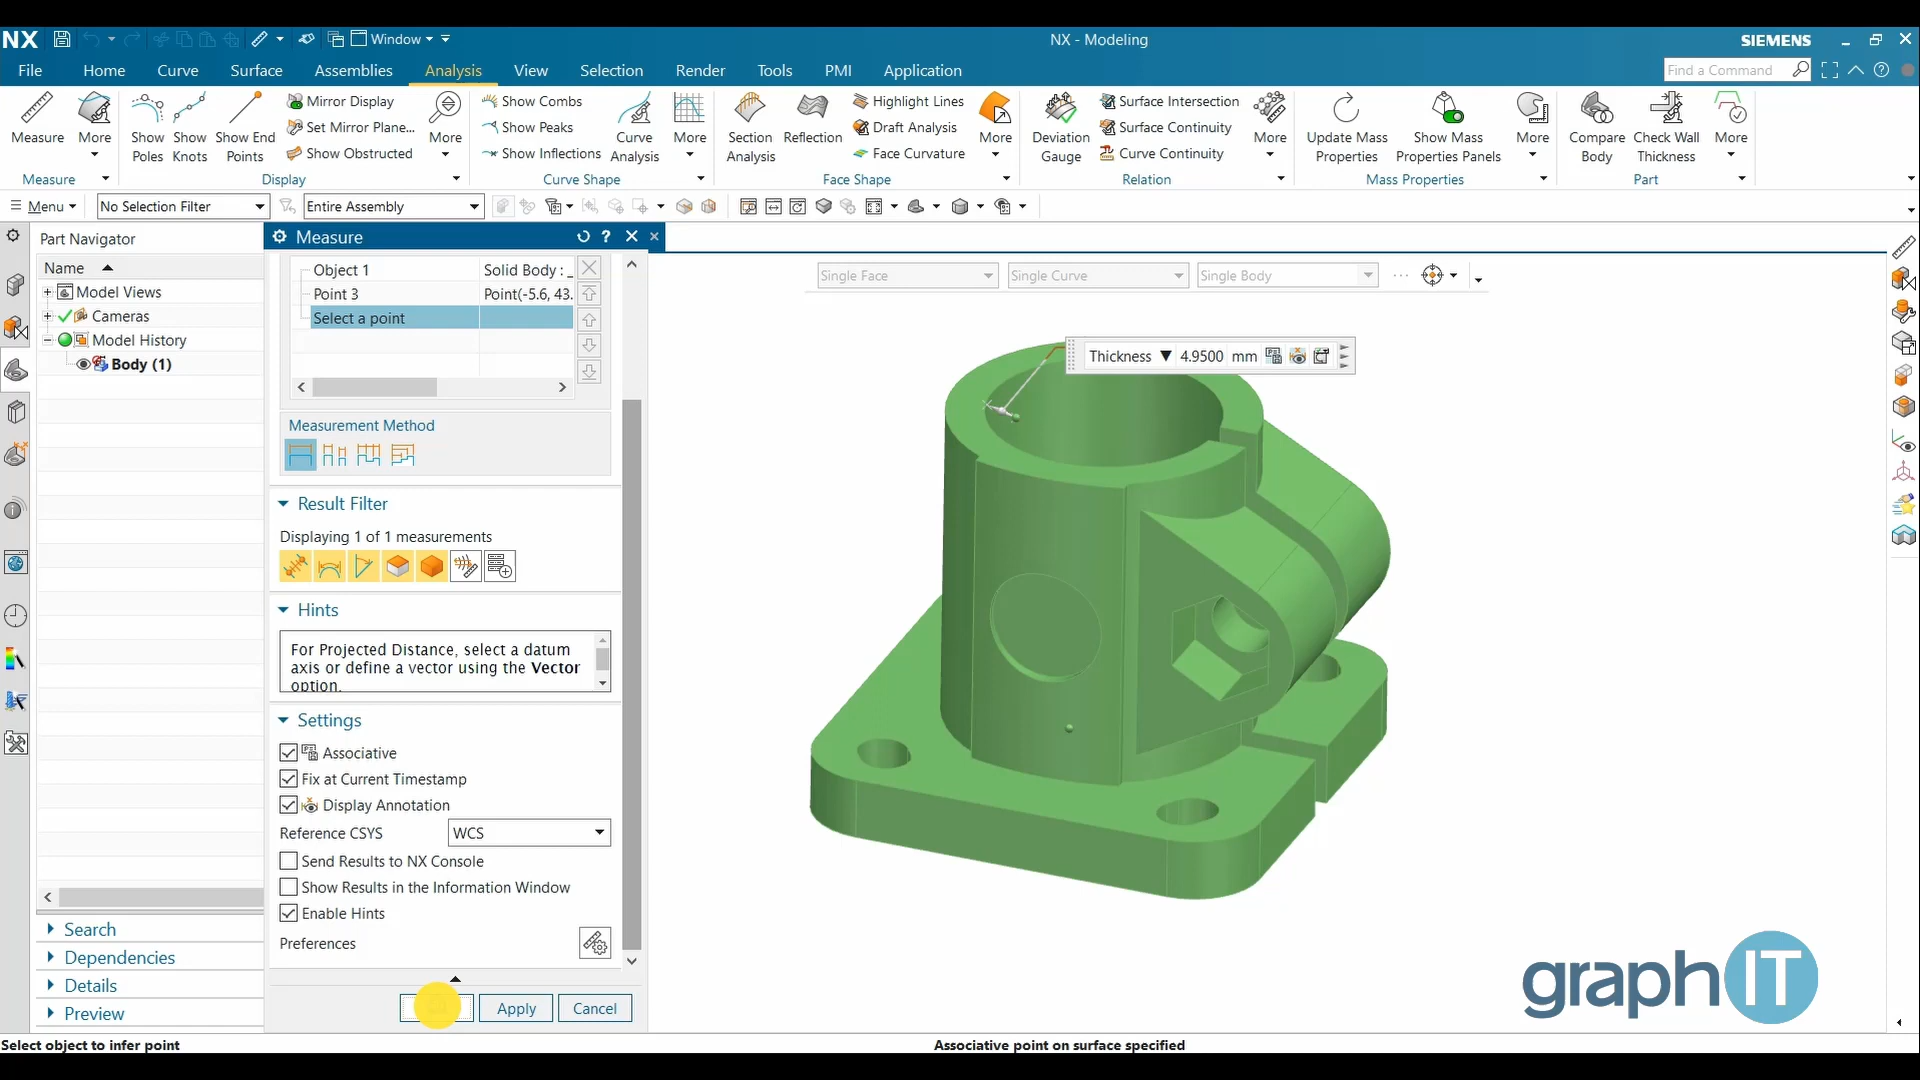 NX
Window
NX - Modeling
SIEMENS
File
Home
Curve
Surface
Assemblies
Analysis
View
Selection
Render
Tools
PMI
Application
Find a Command
Measure
More
Show
Poles
Show
Knots
Show End
Points
Mirror Display
Set Mirror Plane...
Show Obstructed
More
Show Combs
Show Peaks
Show Inflections
Curve
Analysis
More
Section
Analysis
Reflection
Highlight Lines
Draft Analysis
Face Curvature
More
Deviation
Gauge
Surface Intersection
Surface Continuity
Curve Continuity
More
Update Mass
Properties
Show Mass
Properties Panels
More
Compare
Body
Check Wall
Thickness
More
Measure
Display
Curve Shape
Face Shape
Relation
Mass Properties
Part
Menu
No Selection Filter
Entire Assembly
Part Navigator
Name
Model Views
Cameras
Model History
Body (1)
Search
Dependencies
Details
Preview
Measure
Object 1
Solid Body : _
Point 3
Point(-5.6, 43.
Select a point
Measurement Method
Result Filter
Displaying 1 of 1 measurements
Hints
For Projected Distance, select a datum
axis or define a vector using the Vector
option.
Settings
Associative
Fix at Current Timestamp
Display Annotation
Reference CSYS
WCS
Send Results to NX Console
Show Results in the Information Window
Enable Hints
Preferences
Apply
Cancel
Single Face
Single Curve
Single Body
Thickness
4.9500
mm
graphIT
Select object to infer point
Associative point on surface specified